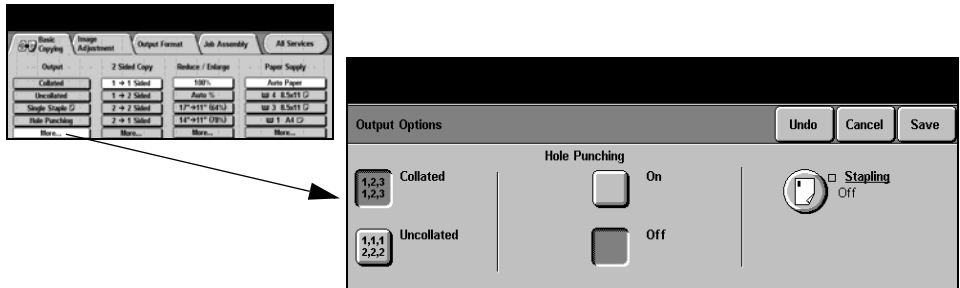 Basic Copying
Image Adjustment
Output Format
Job Assembly
All Services
Output
2 Sided Copy
Reduce / Enlarge
Paper Supply
Collated
1 → 1 Sided
100%
Auto Paper
Uncollated
1 → 2 Sided
Auto %
4 8.5x11
Single Staple
2 → 2 Sided
17"→11" (64%)
3 8.5x11
Hole Punching
2 → 1 Sided
14"→11" (78%)
1 A4
More...
More...
More...
More...
Output Options
Undo
Cancel
Save
Hole Punching
1,2,3
1,2,3
Collated
On
Stapling
Off
1,1,1
2,2,2
Uncollated
Off